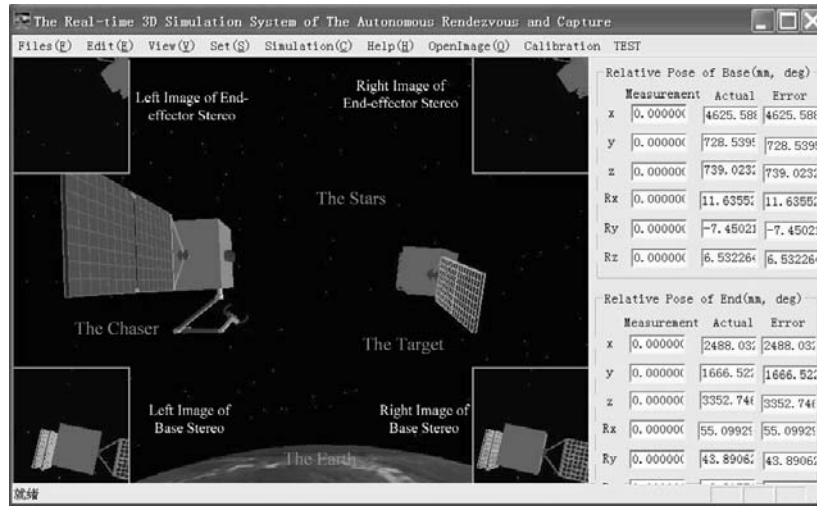 The Real-time 3D Simulation System of The Autonomous Rendezvous and Capture
Files(F) Edit(E) View(V) Set(S) Simulation(C) Help(H) OpenImage(O) Calibration TEST
Left Image of End-
effector Stereo
Right Image of
End-effector Stereo
The Stars
The Chaser
The Target
Left Image of
Base Stereo
Right Image of
Base Stereo
The Earth
Relative Pose of Base(mm, deg)
Measurement Actual Error
x 0.000000 4625.588 4625.588
y 0.000000 728.5395 728.5395
z 0.000000 739.0232 739.0232
Rx 0.000000 11.6355 11.6355
Ry 0.000000 -7.45021 -7.45021
Rz 0.000000 6.532264 6.532264
Relative Pose of End(mm, deg)
Measurement Actual Error
x 0.000000 2488.03 2488.03
y 0.000000 1666.52 1666.522
z 0.000000 3352.746 3352.746
Rx 0.000000 55.09929 55.09929
Ry 0.000000 43.8906 43.8906
就绪